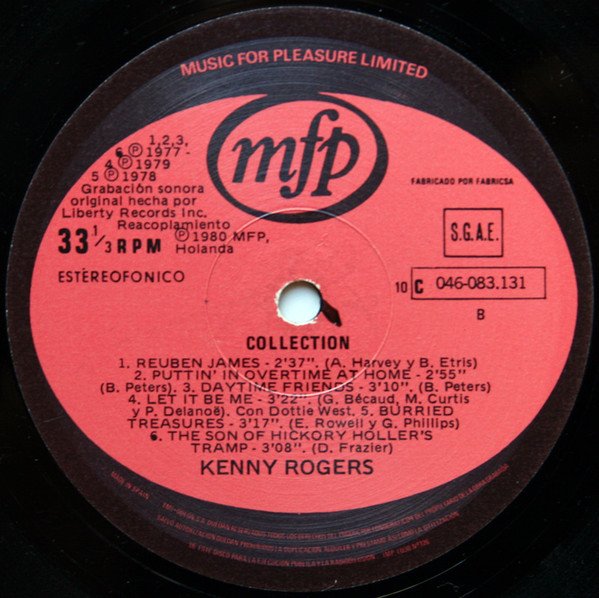 MUSIC FOR PLEASURE LIMITED
mfp
1,2,3,
6 Ⓟ 1977 -
4 Ⓟ 1979
5 Ⓟ 1978
Grabación sonora
original hecha por
Liberty Records Inc.
Reacoplamiento
Ⓟ 1980 MFP,
Holanda
33 1/3 RPM
ESTEREOFONICO
FABRICADO POR FABRICSA
S.G.A.E.
10 C 046-083.131
B
COLLECTION
1. REUBEN JAMES - 2'37", (A. Harvey y B. Etris)
2. PUTTIN' IN OVERTIME AT HOME - 2'55"
(B. Peters). 3. DAYTIME FRIENDS - 3'10", (B. Peters)
4. LET IT BE ME - 3'22", (G. Bécaud, M. Curtis
y P. Delanoë). Con Dottie West. 5. BURRIED
TREASURES - 3'17", (E. Rowell y G. Phillips)
6. THE SON OF HICKORY HOLLER'S
TRAMP - 3'08". (D. Frazier)
KENNY ROGERS
MADE IN SPAIN